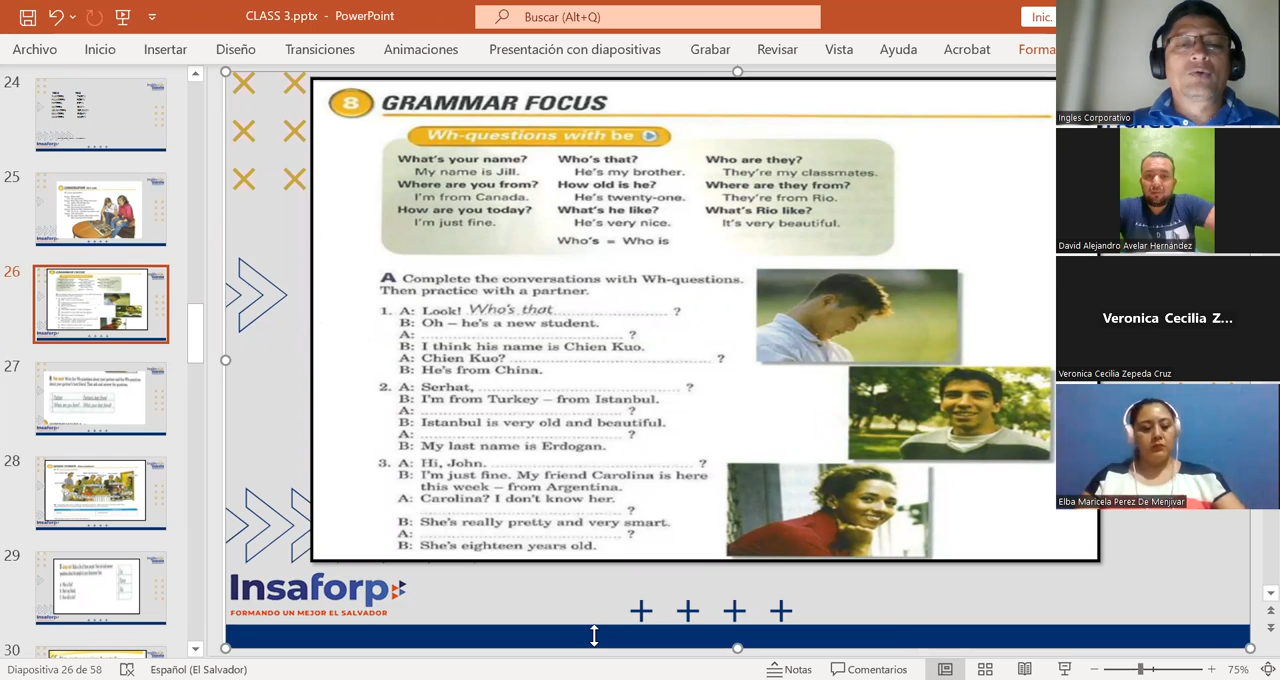 CLASS 3.pptx - PowerPoint
Buscar (Alt+Q)
Inic.
Archivo Inicio Insertar Diseño Transiciones Animaciones Presentación con diapositivas Grabar Revisar Vista Ayuda Acrobat Forma
24
25
26
27
28
29
30
8 GRAMMAR FOCUS
Wh-questions with be
What's your name? Who's that? Who are they?
My name is Jill. He's my brother. They're my classmates.
Where are you from? How old is he? Where are they from?
I'm from Canada. He's twenty-one. They're from Rio.
How are you today? What's he like? What's Rio like?
I'm just fine. He's very nice. It's very beautiful.
Who's = Who is
A Complete the conversations with Wh-questions.
Then practice with a partner.
1. A: Look! Who's that ?
B: Oh – he's a new student.
A: ?
B: I think his name is Chien Kuo.
A: Chien Kuo? ?
B: He's from China.
2. A: Serhat, ?
B: I'm from Turkey – from Istanbul.
A: ?
B: Istanbul is very old and beautiful.
A: ?
B: My last name is Erdogan.
3. A: Hi, John. ?
B: I'm just fine. My friend Carolina is here
this week – from Argentina.
A: Carolina? I don't know her.
?
B: She's really pretty and very smart.
A: ?
B: She's eighteen years old.
Insaforp
FORMANDO UN MEJOR EL SALVADOR
Ingles Corporativo
David Alejandro Avelar Hernández
Veronica Cecilia Z...
Veronica Cecilia Zepeda Cruz
Elba Maricela Perez De Menjivar
Diapositiva 26 de 58 Español (El Salvador) Notas Comentarios 75%